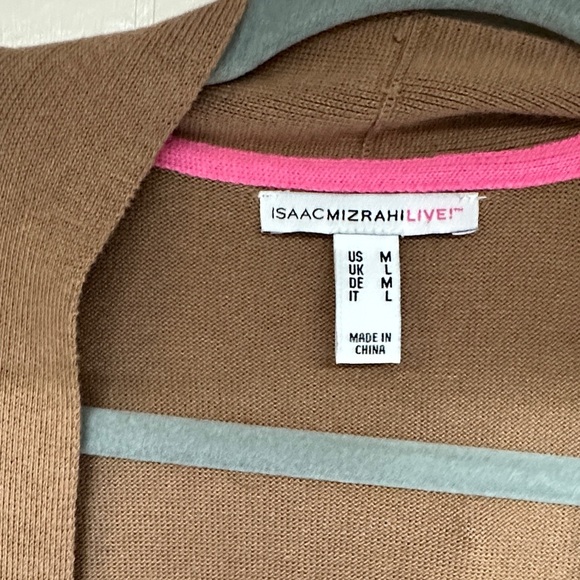 ISAACMIZRAHILIVE!™
US M
UK L
DE M
IT L
MADE IN
CHINA